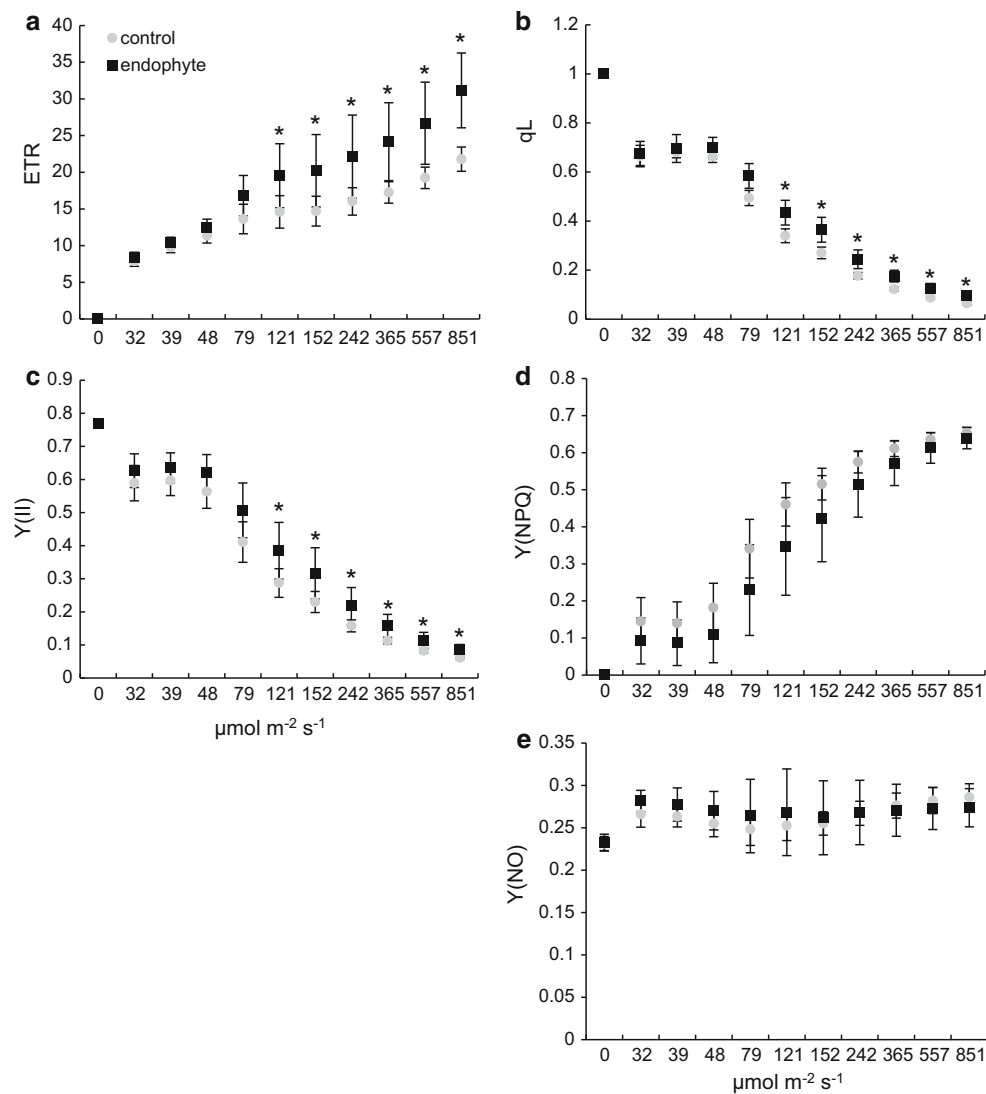 a
control
endophyte
ETR
40
35
30
25
20
15
10
5
0
* * * * * *
0 32 39 48 79 121 152 242 365 557 851
b
qL
1.2
1
0.8
0.6
0.4
0.2
0
* * * * * *
0 32 39 48 79 121 152 242 365 557 851
c
Y(II)
0.9
0.8
0.7
0.6
0.5
0.4
0.3
0.2
0.1
0
* * * * * *
0 32 39 48 79 121 152 242 365 557 851
µmol m⁻² s⁻¹
d
Y(NPQ)
0.8
0.7
0.6
0.5
0.4
0.3
0.2
0.1
0
0 32 39 48 79 121 152 242 365 557 851
e
Y(NO)
0.35
0.3
0.25
0.2
0.15
0.1
0.05
0
0 32 39 48 79 121 152 242 365 557 851
µmol m⁻² s⁻¹